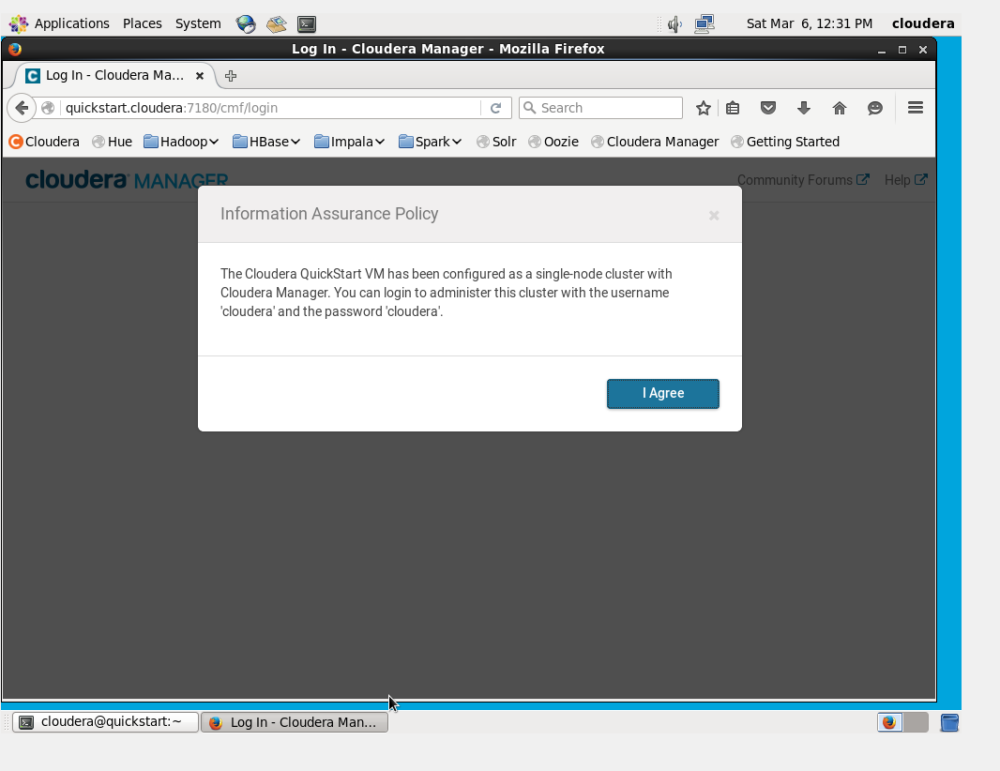 Applications Places System Sat Mar 6, 12:31 PM cloudera
Log In - Cloudera Manager - Mozilla Firefox
Log In - Cloudera Ma...
quickstart.cloudera:7180/cmf/login Search
Cloudera Hue Hadoop HBase Impala Spark Solr Oozie Cloudera Manager Getting Started
cloudera MANAGER Community Forums Help
Information Assurance Policy
The Cloudera QuickStart VM has been configured as a single-node cluster with
Cloudera Manager. You can login to administer this cluster with the username
'cloudera' and the password 'cloudera'.
I Agree
cloudera@quickstart:~ Log In - Cloudera Man...